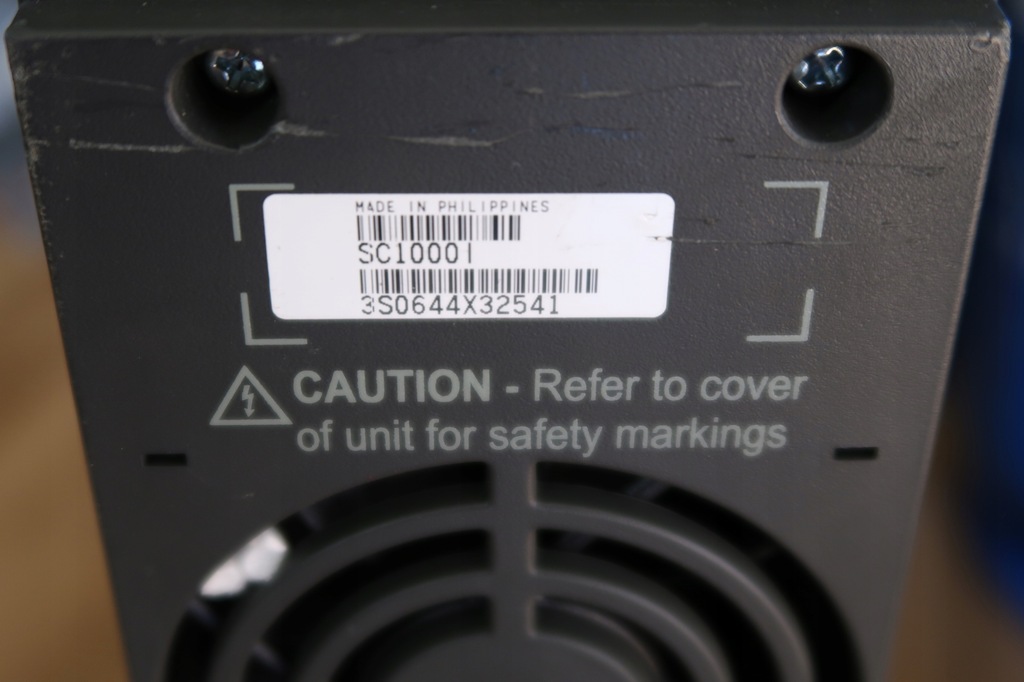 MADE IN PHILIPPINES
SC1000I
3S0644X32541
CAUTION - Refer to cover
of unit for safety markings